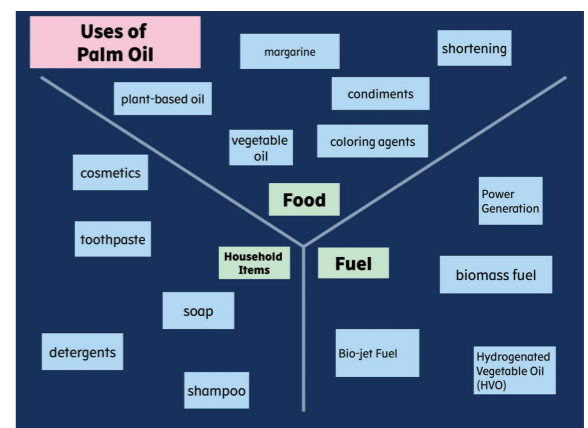 Uses of
Palm Oil
margarine
shortening
plant-based oil
condiments
vegetable
oil
coloring agents
Food
cosmetics
toothpaste
Household
Items
soap
detergents
shampoo
Fuel
Power
Generation
biomass fuel
Bio-jet Fuel
Hydrogenated
Vegetable Oil
(HVO)